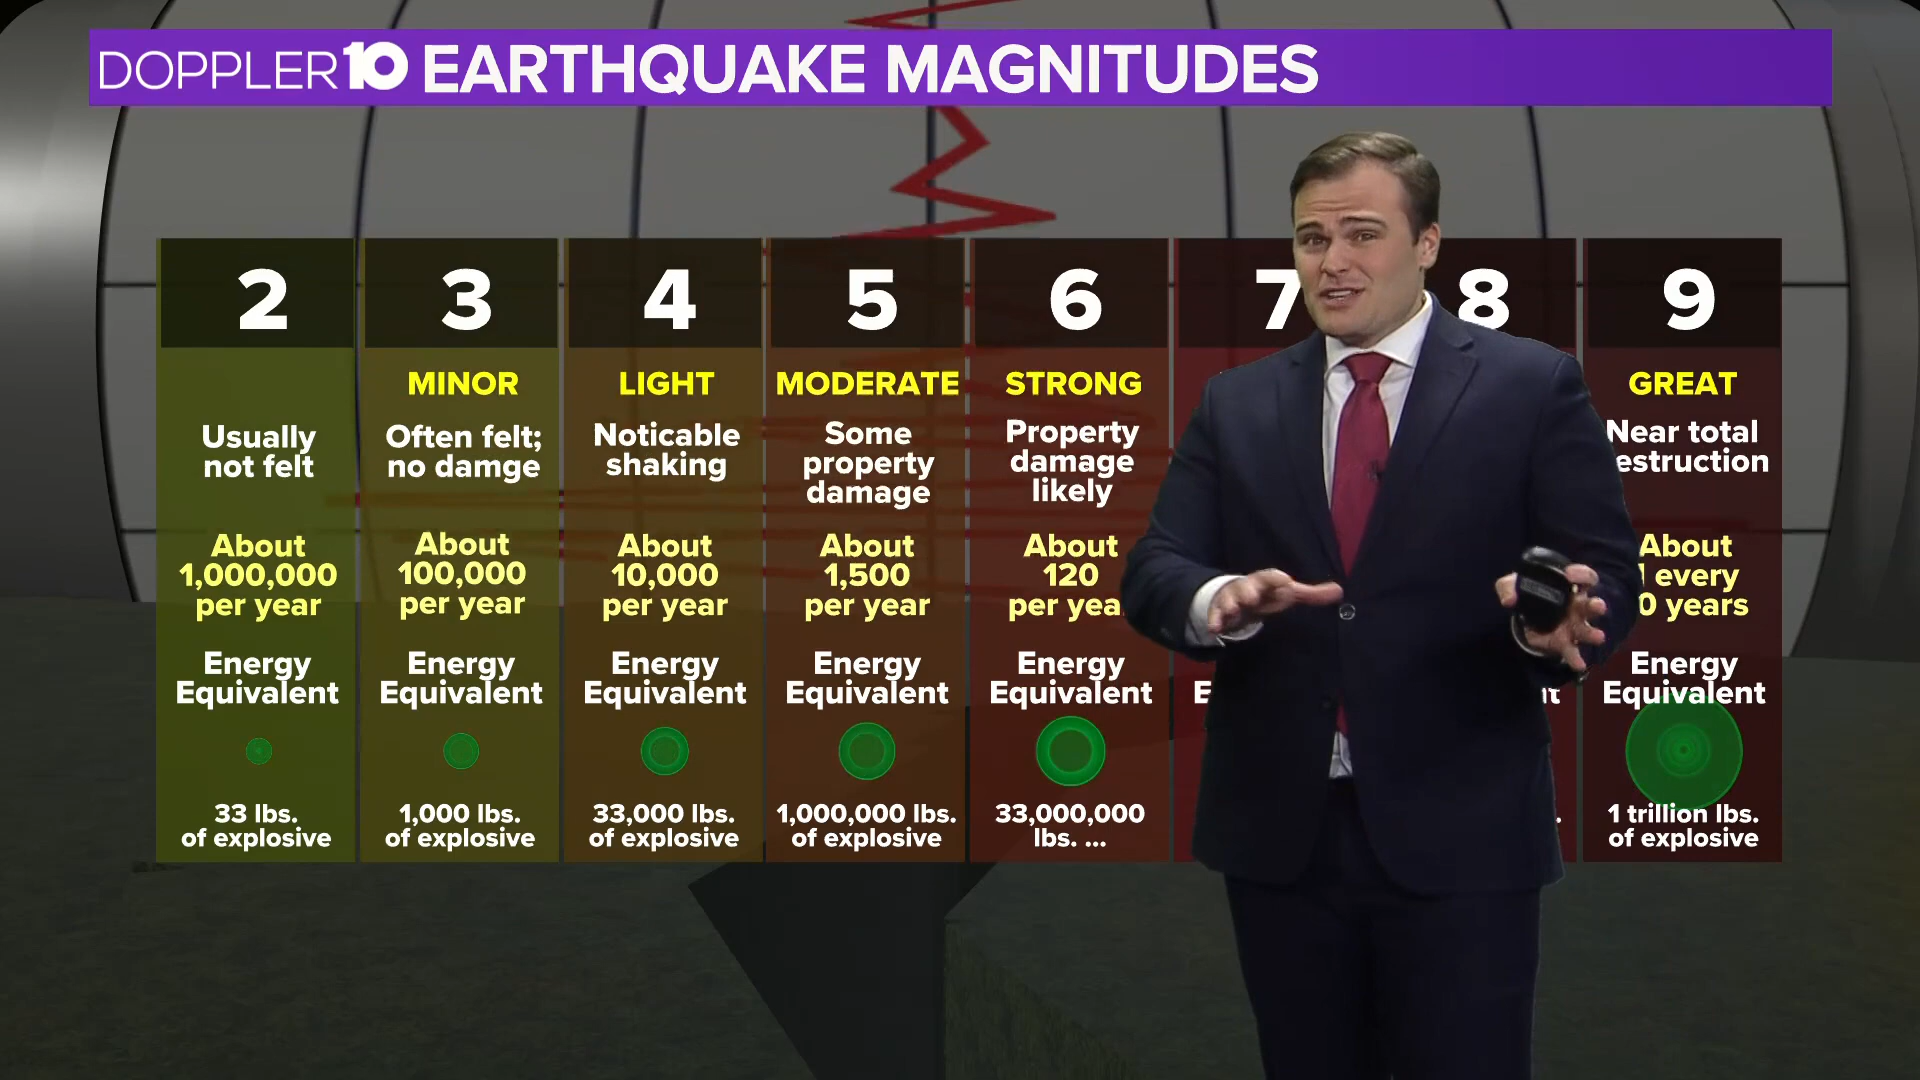 DOPPLER10 EARTHQUAKE MAGNITUDES
2
Usually
not felt
About
1,000,000
per year
Energy
Equivalent
33 lbs.
of explosive
3
MINOR
Often felt;
no damge
About
100,000
per year
Energy
Equivalent
1,000 lbs.
of explosive
4
LIGHT
Noticable
shaking
About
10,000
per year
Energy
Equivalent
33,000 lbs.
of explosive
5
MODERATE
Some
property
damage
About
1,500
per year
Energy
Equivalent
1,000,000 lbs.
of explosive
6
STRONG
Property
damage
likely
About
120
per
Energy
Equivalent
33,000,000
lbs. ...
7
8
9
GREAT
Near total
About
every
years
Energy
Equivalent
1 trillion lbs.
of explosive